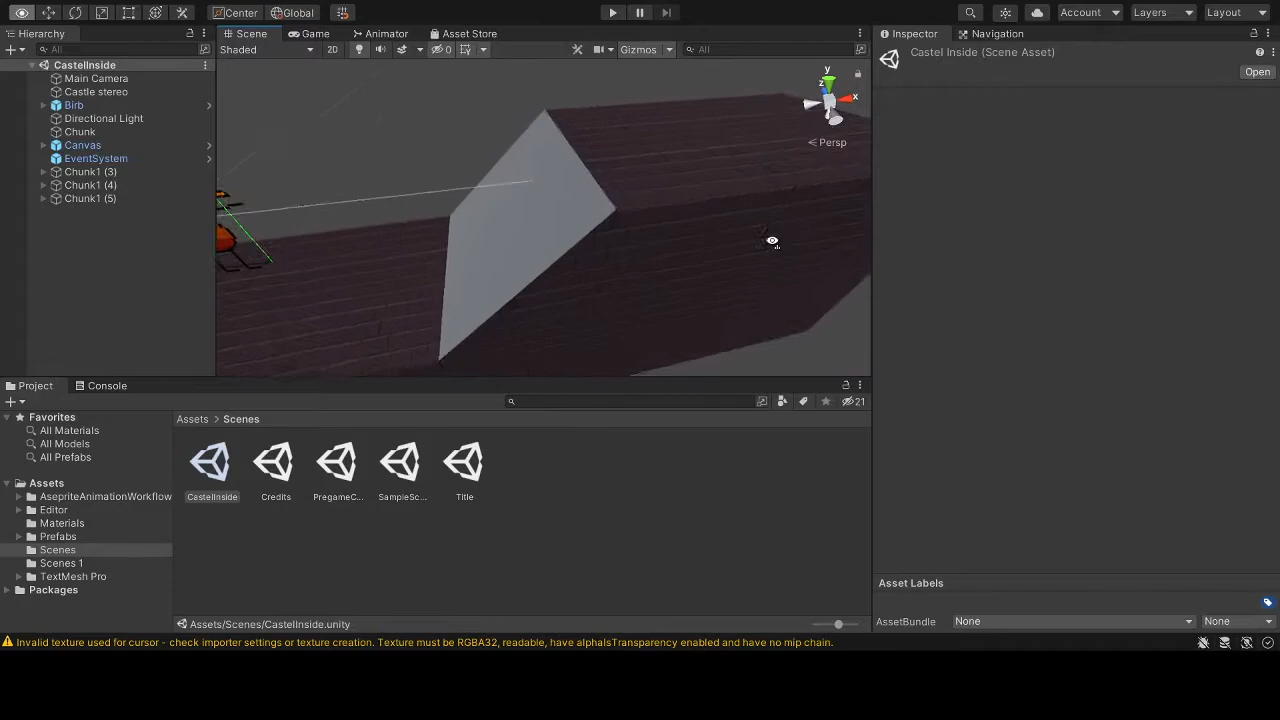 Center
Global
Account
Layers
Layout
Hierarchy
All
CastelInside
Main Camera
Castle stereo
Birb
Directional Light
Chunk
Canvas
EventSystem
Chunk1 (3)
Chunk1 (4)
Chunk1 (5)
Scene
Game
Animator
Asset Store
Shaded
2D
0
Gizmos
All
y
z
x
Persp
Inspector
Navigation
Castel Inside (Scene Asset)
Open
Project
Console
21
Favorites
All Materials
All Models
All Prefabs
Assets
AsepriteAnimationWorkflow
Editor
Materials
Prefabs
Scenes
Scenes 1
TextMesh Pro
Packages
Assets > Scenes
CastelInside
Credits
PregameC...
SampleSc...
Title
Assets/Scenes/CastelInside.unity
Asset Labels
AssetBundle
None
None
Invalid texture used for cursor - check importer settings or texture creation. Texture must be RGBA32, readable, have alphaIsTransparency enabled and have no mip chain.